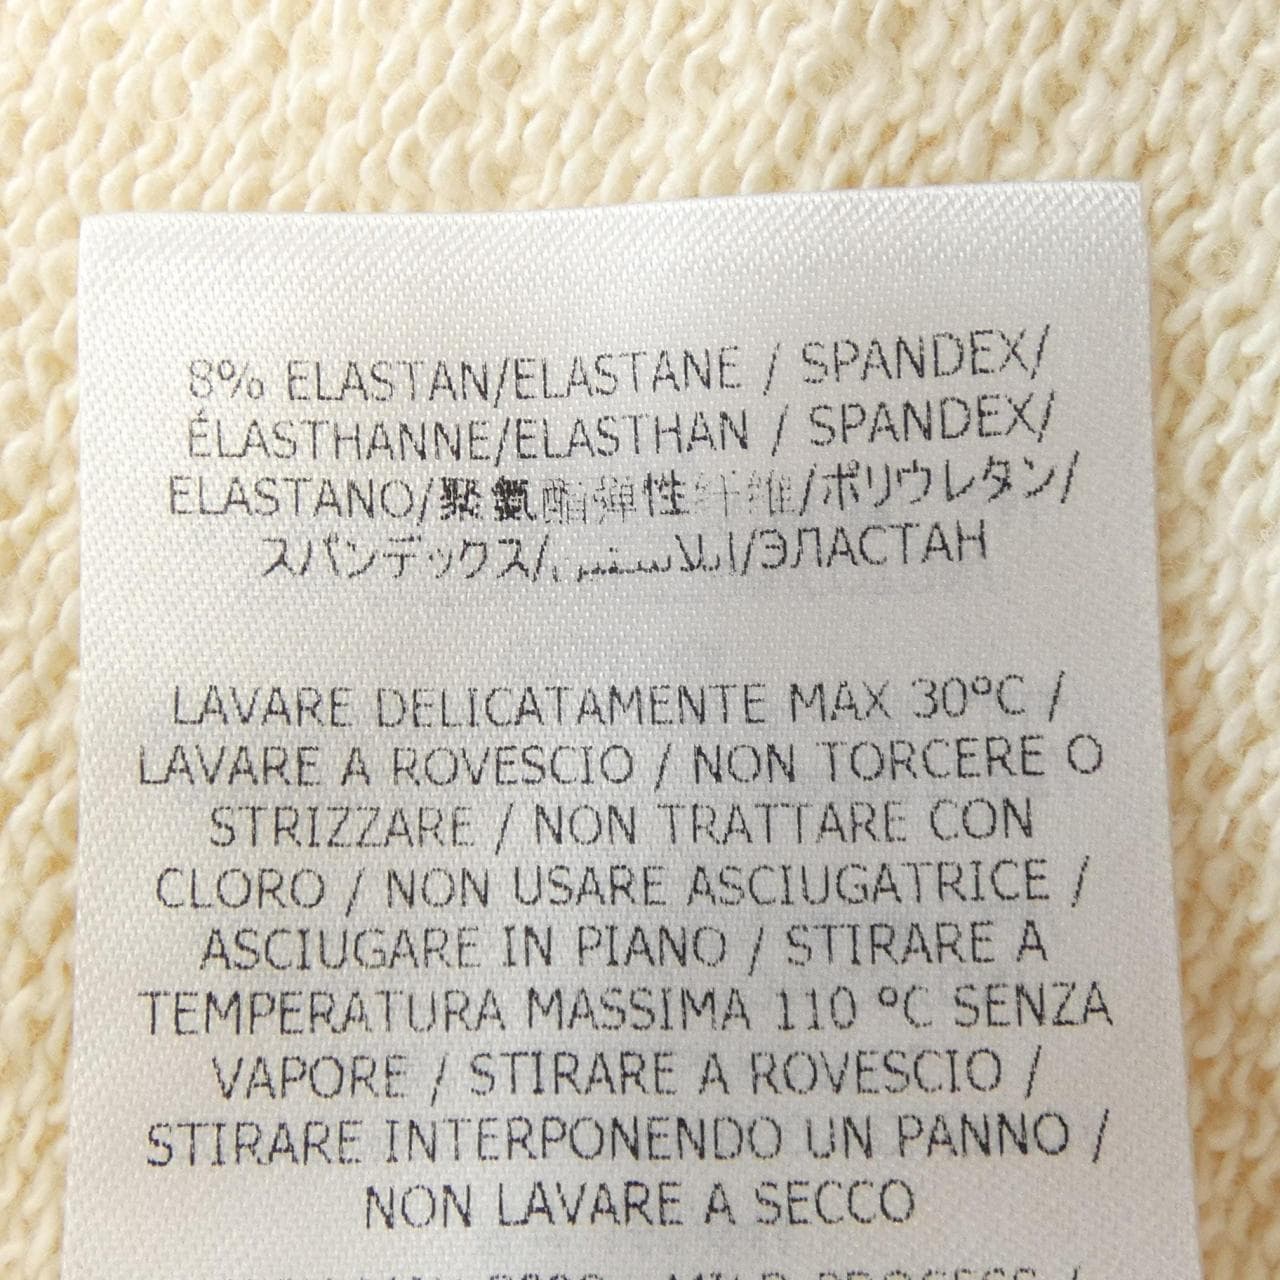 8% ELASTAN/ELASTANE / SPANDEX/
ÉLASTHANNE/ELASTHAN / SPANDEX/
ELASTANO/聚氨酯弹性纤维/ポリウレタン/
スパンデックス/ /ЭЛАСТАН
LAVARE DELICATAMENTE MAX 30°C /
LAVARE A ROVESCIO / NON TORCERE O
STRIZZARE / NON TRATTARE CON
CLORO / NON USARE ASCIUGATRICE /
ASCIUGARE IN PIANO / STIRARE A
TEMPERATURA MASSIMA 110 °C SENZA
VAPORE / STIRARE A ROVESCIO /
STIRARE INTERPONENDO UN PANNO /
NON LAVARE A SECCO
MILD PROCESS /